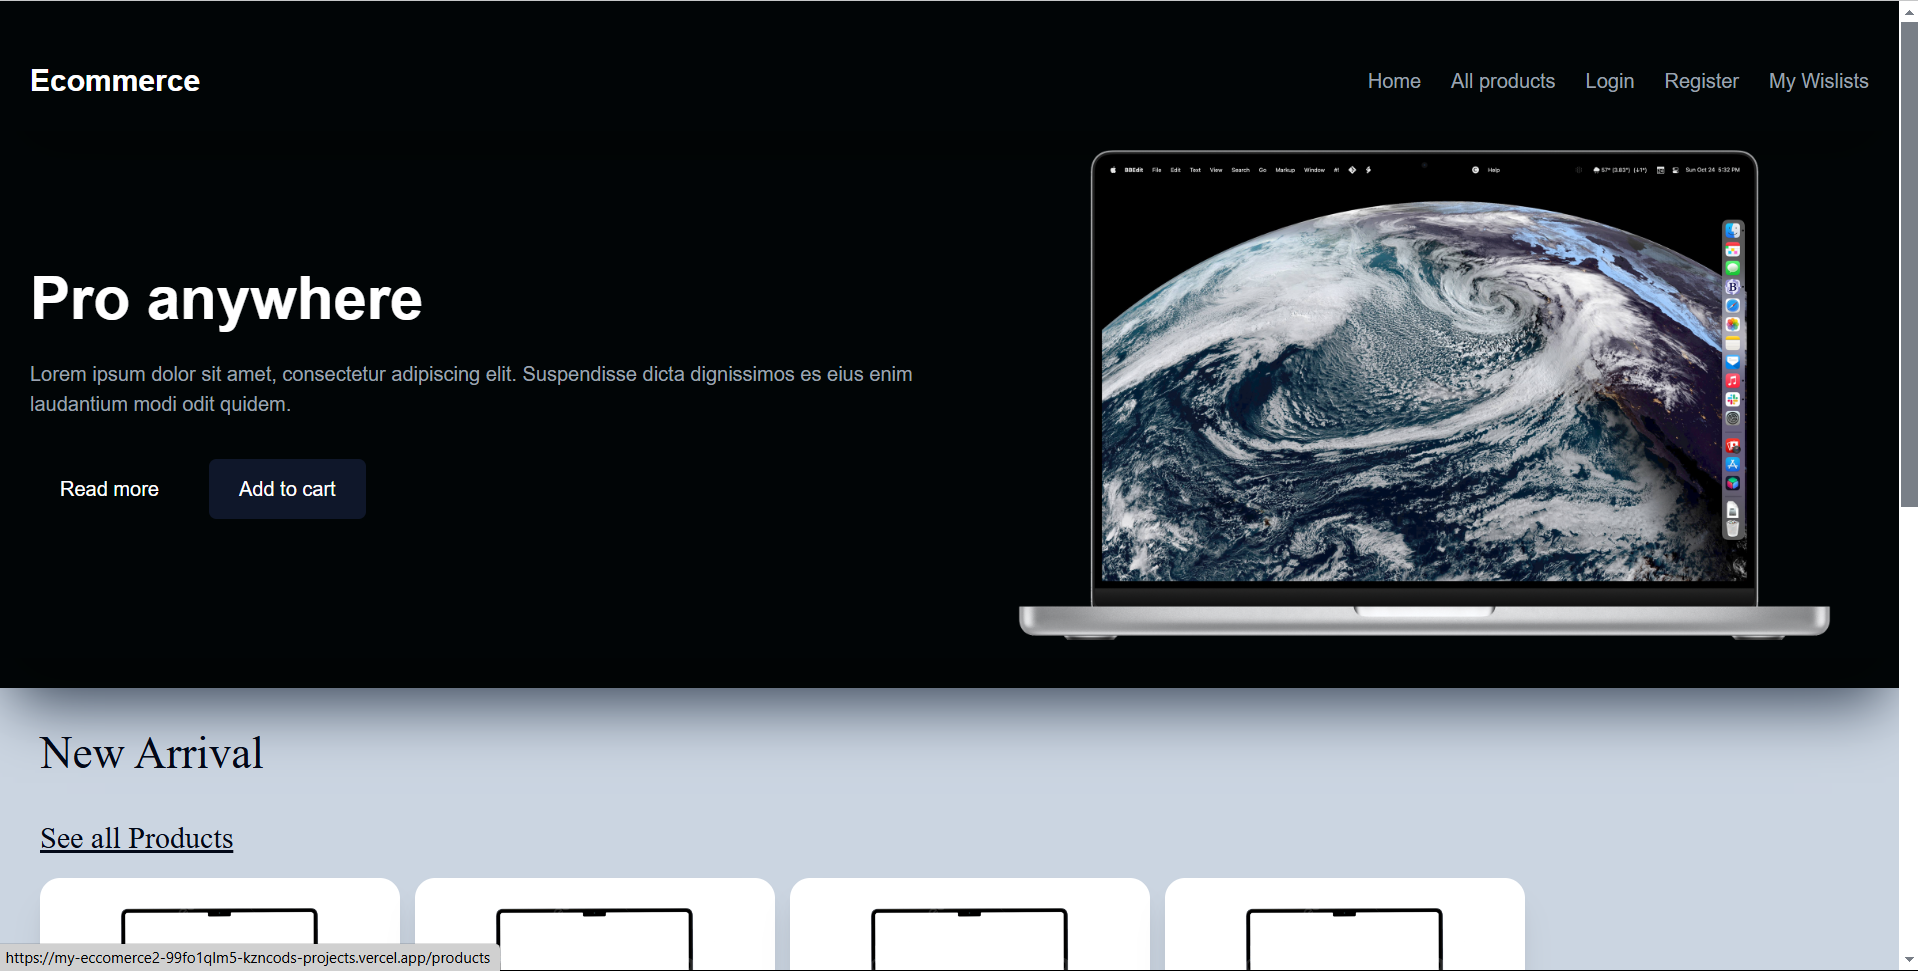 Ecommerce
Home All products Login Register My Wislists
BBEdit File Edit Text View Search Go Markup Window #! Help Sun Oct 24 5:32 PM
Pro anywhere
Lorem ipsum dolor sit amet, consectetur adipiscing elit. Suspendisse dicta dignissimos es eius enim
laudantium modi odit quidem.
Read more Add to cart
New Arrival
See all Products
https://my-eccomerce2-99fo1qlm5-kzncods-projects.vercel.app/products